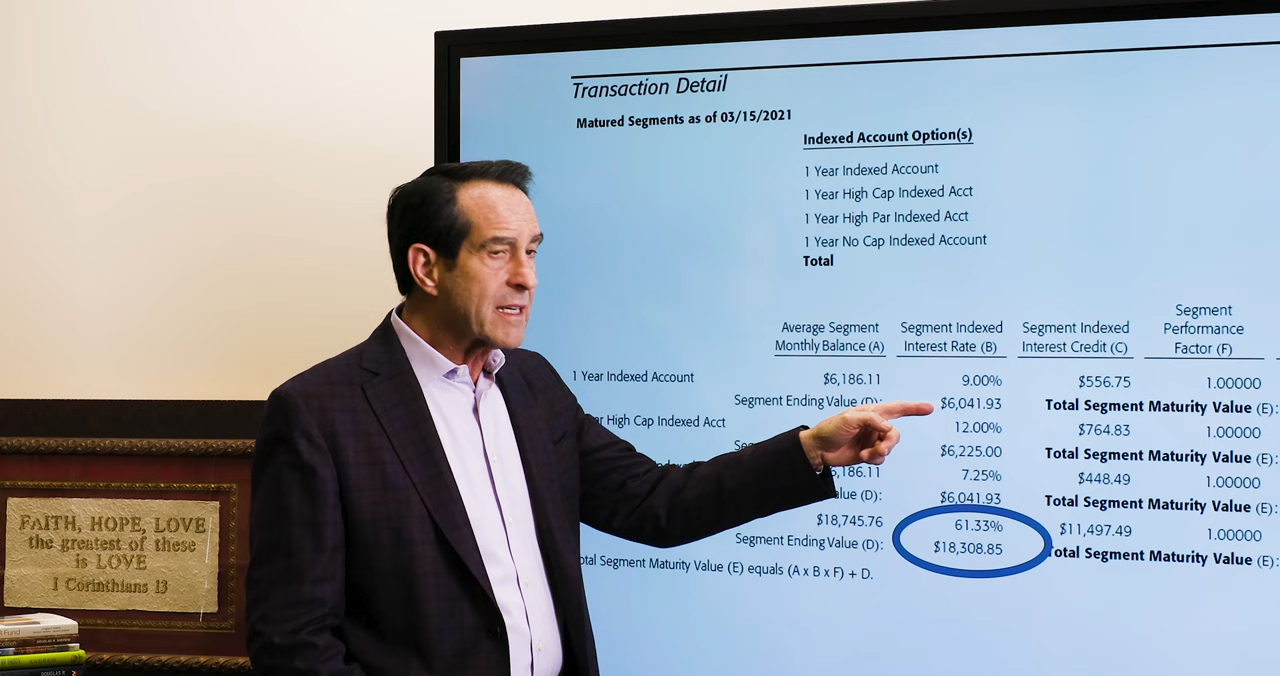 Transaction Detail
Matured Segments as of 03/15/2021
Indexed Account Option(s)
1 Year Indexed Account
1 Year High Cap Indexed Acct
1 Year High Par Indexed Acct
1 Year No Cap Indexed Account
Total
Average Segment Monthly Balance (A)
Segment Indexed Interest Rate (B)
Segment Indexed Interest Credit (C)
Segment Performance Factor (F)
1 Year Indexed Account $6,186.11 9.00% $556.75 1.00000
Segment Ending Value (D): $6,041.93 Total Segment Maturity Value (E):
High Cap Indexed Acct 12.00% $764.83 1.00000
$6,225.00 Total Segment Maturity Value (E):
7.25% $448.49 1.00000
(D): $6,041.93 Total Segment Maturity Value (E):
$18,745.76 61.33% $11,497.49 1.00000
Segment Ending Value (D): $18,308.85 Total Segment Maturity Value (E):
Segment Maturity Value (E) equals (A x B x F) + D.
FAITH, HOPE, LOVE
the greatest of these
is LOVE
1 Corinthians 13
Fund
ANDREW
DOUGLAS R.